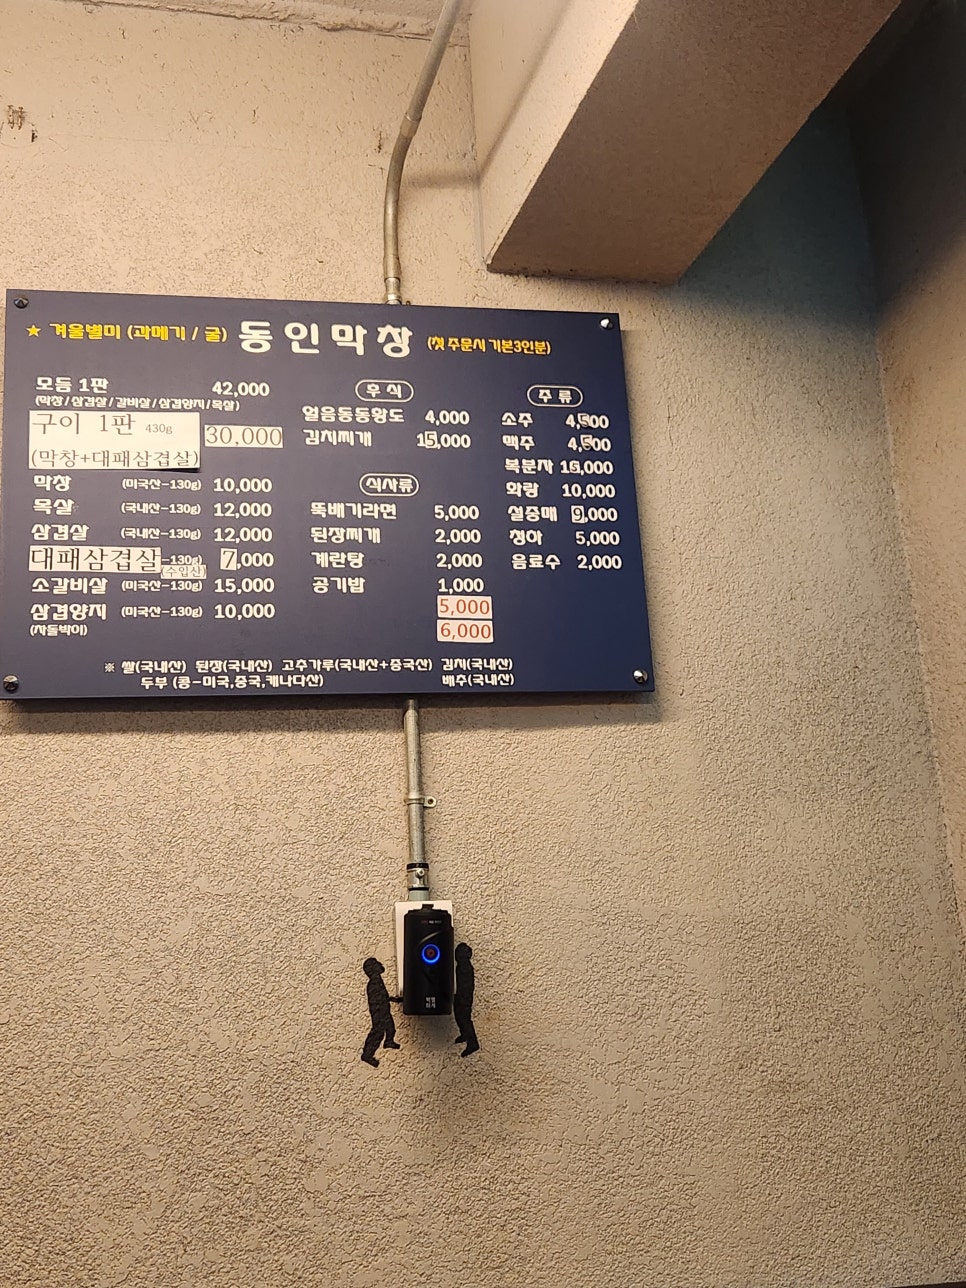 ★ 겨울별미 (과메기 / 굴) 동인막창 (첫 주문시 기본3인분)
모듬 1판 42,000
(막창/삼겹살/갈비살/삼겹양지/목살)
구이 1판 430g 30,000
(막창+대패삼겹살)
막창 (미국산-130g) 10,000
목살 (국내산-130g) 12,000
삼겹살 (국내산-130g) 12,000
대패삼겹살 -130g) 7,000
(수입산)
소갈비살 (미국산-130g) 15,000
삼겹양지 (미국산-130g) 10,000
(차돌박이)
후식
얼음동동황도 4,000
김치찌개 15,000
식사류
뚝배기라면 5,000
된장찌개 2,000
계란탕 2,000
공기밥 1,000
5,000
6,000
주류
소주 4,500
맥주 4,500
복분자
화랑 10,000
설중매 9,000
청하 5,000
음료수 2,000
※ 쌀(국내산) 된장(국내산) 고추가루(국내산+중국산) 김치(국내산)
두부 (콩-미국,중국,캐나다산) 배추(국내산)